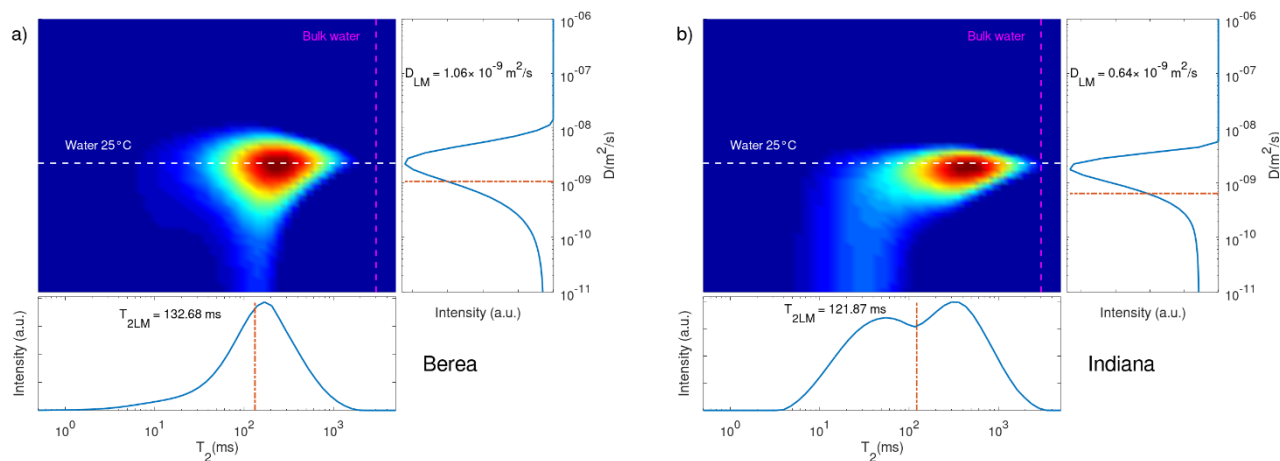 a)
Bulk water
Water 25°C
D_LM = 1.06× 10^-9 m^2/s
10^-06
10^-07
10^-08
10^-09
10^-10
10^-11
D(m^2/s)
Intensity (a.u.)
T_2LM = 132.68 ms
Intensity (a.u.)
10^0 10^1 10^2 10^3
T_2(ms)
Berea
b)
Bulk water
Water 25°C
D_LM = 0.64× 10^-9 m^2/s
10^-06
10^-07
10^-08
10^-09
10^-10
10^-11
D(m^2/s)
Intensity (a.u.)
T_2LM = 121.87 ms
Intensity (a.u.)
10^0 10^1 10^2 10^3
T_2(ms)
Indiana